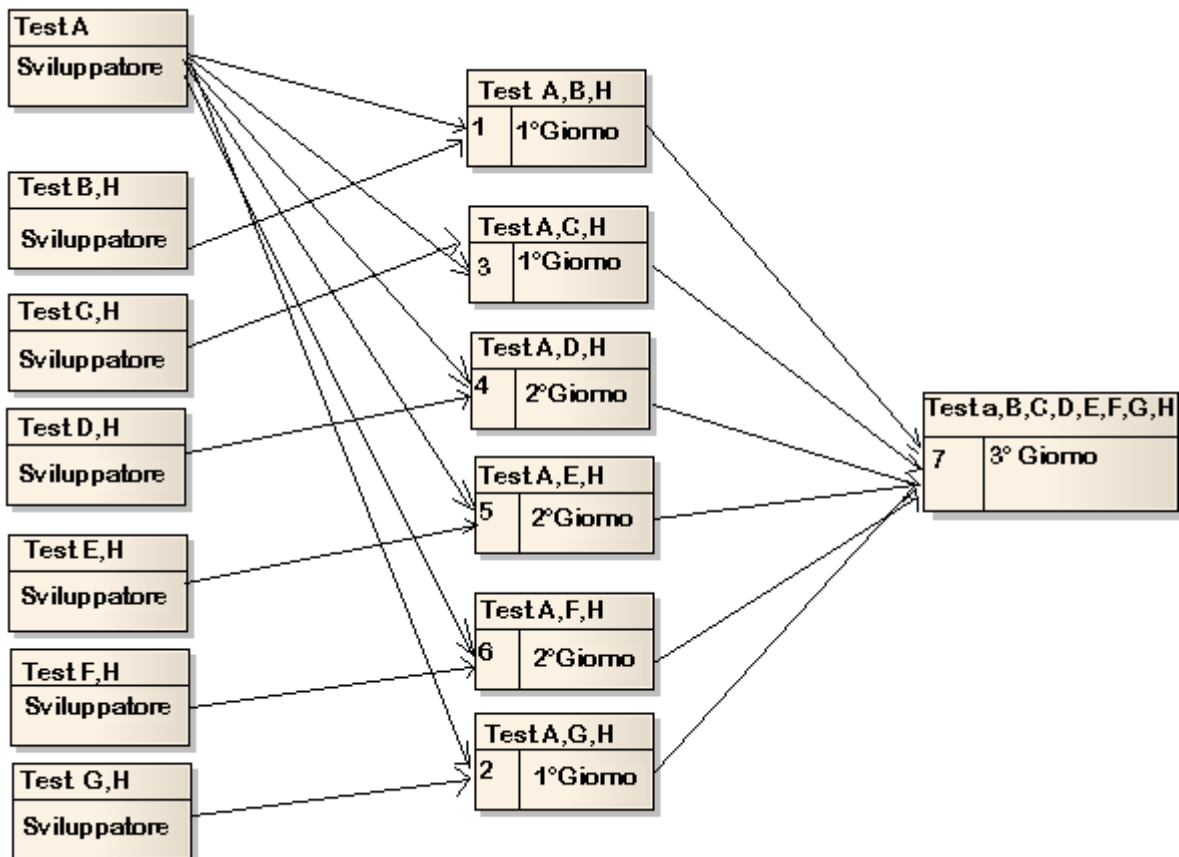 Test A
Sviluppatore
Test B,H
Sviluppatore
Test C,H
Sviluppatore
Test D,H
Sviluppatore
Test E,H
Sviluppatore
Test F,H
Sviluppatore
Test G,H
Sviluppatore
Test A,B,H
1 1°Giorno
Test A,C,H
3 1°Giorno
Test A,D,H
4 2°Giorno
Test A,E,H
5 2°Giorno
Test A,F,H
6 2°Giorno
Test A,G,H
2 1°Giorno
Test a,B,C,D,E,F,G,H
7 3° Giorno